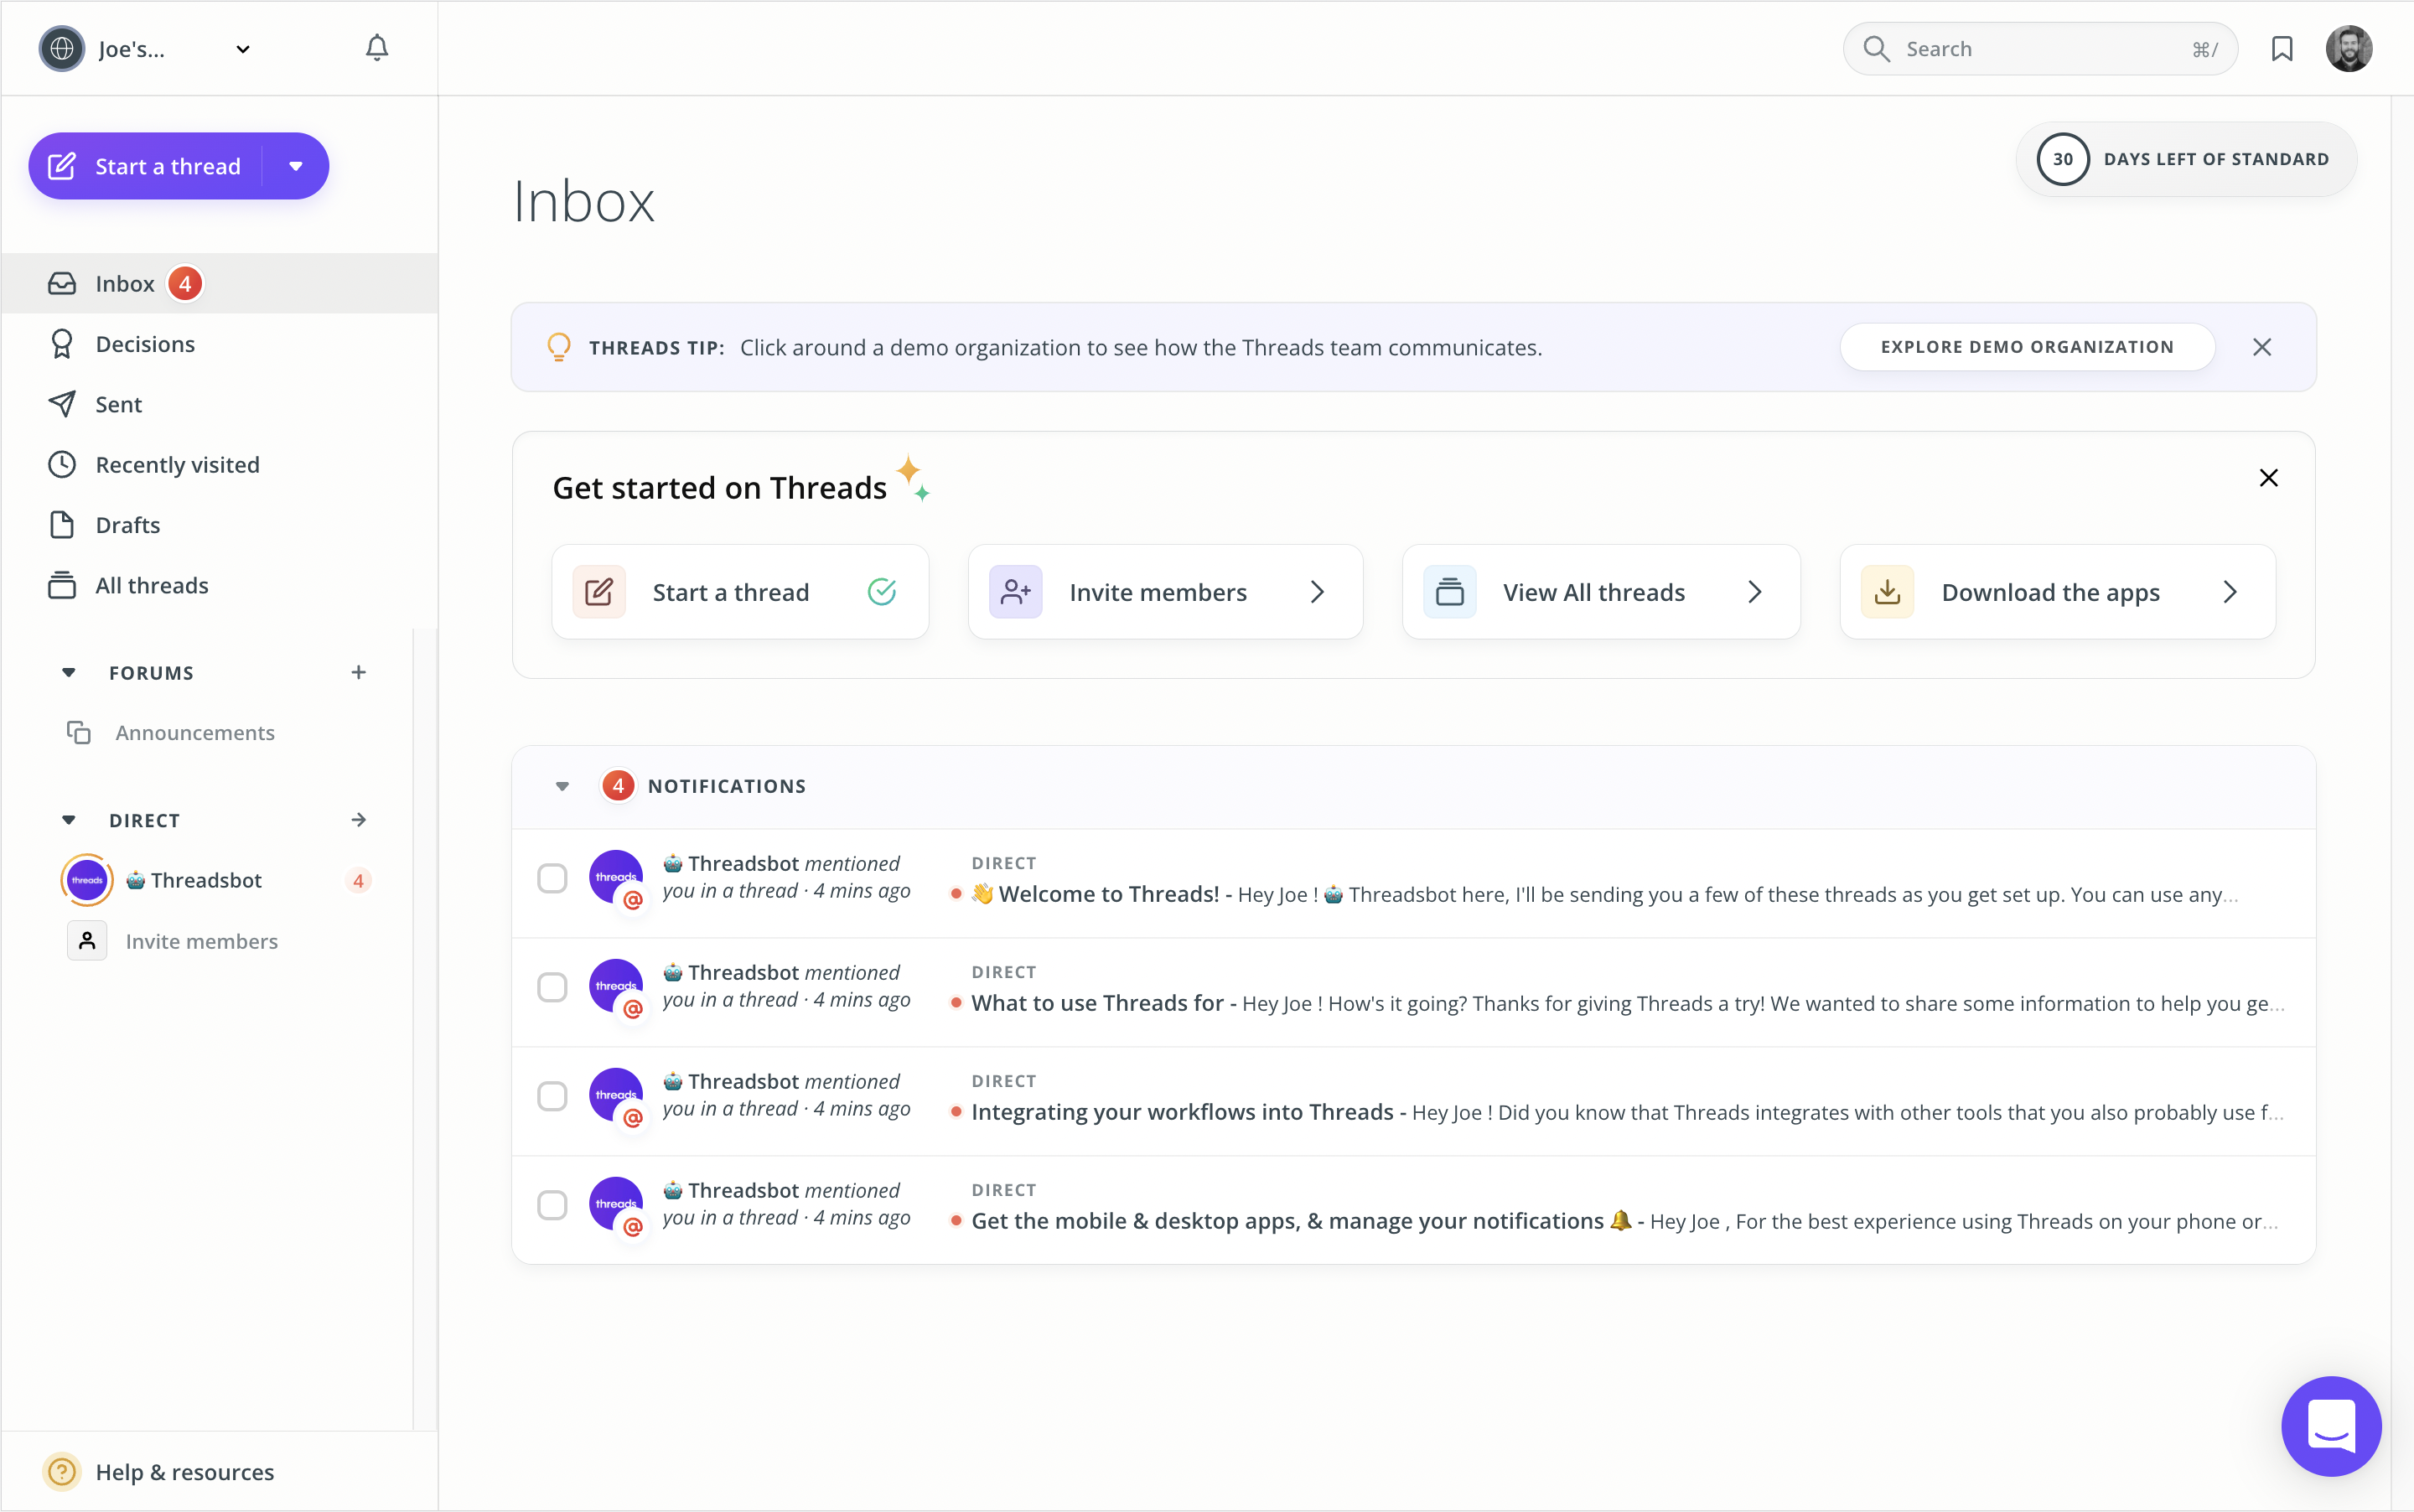 Joe's...
Search
⌘/
Start a thread
Inbox 4
Decisions
Sent
Recently visited
Drafts
All threads
FORUMS
Announcements
DIRECT
threads 🤖 Threadsbot 4
Invite members
Help & resources
30 DAYS LEFT OF STANDARD
Inbox
THREADS TIP: Click around a demo organization to see how the Threads team communicates.
EXPLORE DEMO ORGANIZATION
Get started on Threads
Start a thread
Invite members
View All threads
Download the apps
4 NOTIFICATIONS
threads @
🤖 Threadsbot mentioned
you in a thread · 4 mins ago
DIRECT
👋 Welcome to Threads! - Hey Joe ! 🤖 Threadsbot here, I'll be sending you a few of these threads as you get set up. You can use any...
threads @
🤖 Threadsbot mentioned
you in a thread · 4 mins ago
DIRECT
What to use Threads for - Hey Joe ! How's it going? Thanks for giving Threads a try! We wanted to share some information to help you ge...
threads @
🤖 Threadsbot mentioned
you in a thread · 4 mins ago
DIRECT
Integrating your workflows into Threads - Hey Joe ! Did you know that Threads integrates with other tools that you also probably use f...
threads @
🤖 Threadsbot mentioned
you in a thread · 4 mins ago
DIRECT
Get the mobile & desktop apps, & manage your notifications 🔔 - Hey Joe , For the best experience using Threads on your phone or...